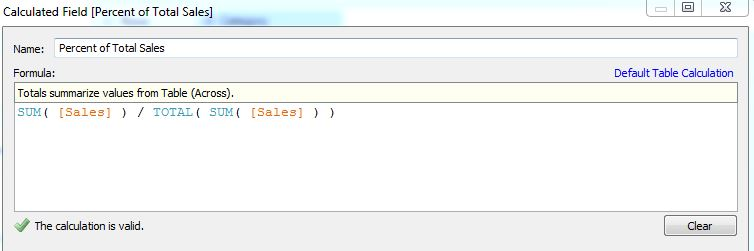 Calculated Field [Percent of Total Sales]
Name: Percent of Total Sales
Formula: Default Table Calculation
Totals summarize values from Table (Across).
SUM( [Sales] ) / TOTAL( SUM( [Sales] ) )
The calculation is valid. Clear